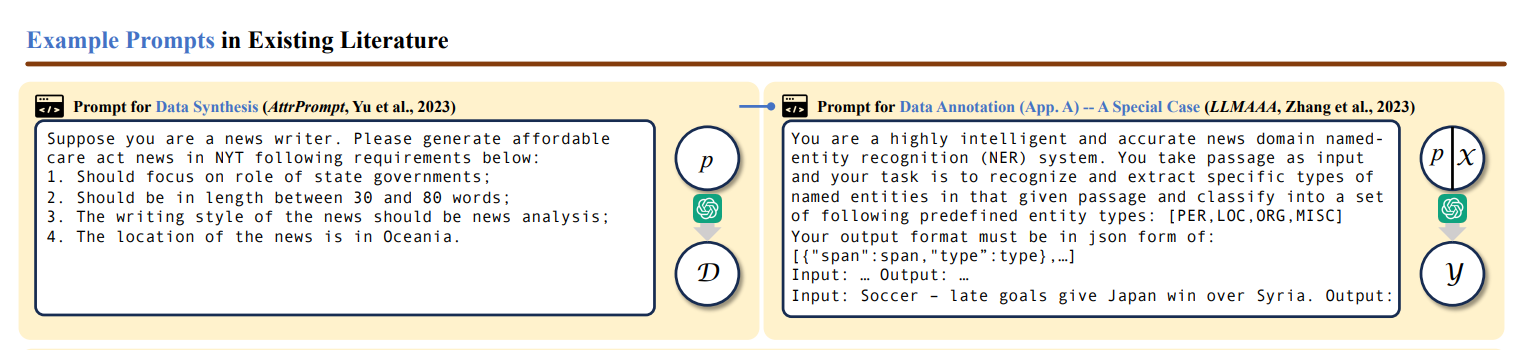 Example Prompts in Existing Literature
Prompt for Data Synthesis (AttrPrompt, Yu et al., 2023)
Suppose you are a news writer. Please generate affordable
care act news in NYT following requirements below:
1. Should focus on role of state governments;
2. Should be in length between 30 and 80 words;
3. The writing style of the news should be news analysis;
4. The location of the news is in Oceania.
p
D
Prompt for Data Annotation (App. A) -- A Special Case (LLMAAA, Zhang et al., 2023)
You are a highly intelligent and accurate news domain named-
entity recognition (NER) system. You take passage as input
and your task is to recognize and extract specific types of
named entities in that given passage and classify into a set
of following predefined entity types: [PER,LOC,ORG,MISC]
Your output format must be in json form of:
[{"span":span,"type”:type},…]
Input: … Output: …
Input: Soccer – late goals give Japan win over Syria. Output:
p X
Y